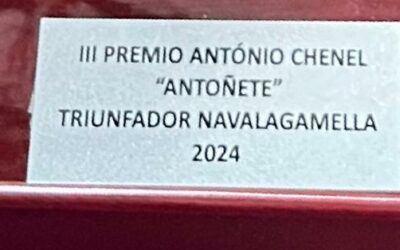 III PREMIO ANTÓNIO CHENEL
“ANTOÑETE”
TRIUNFADOR NAVALAGAMELLA
2024